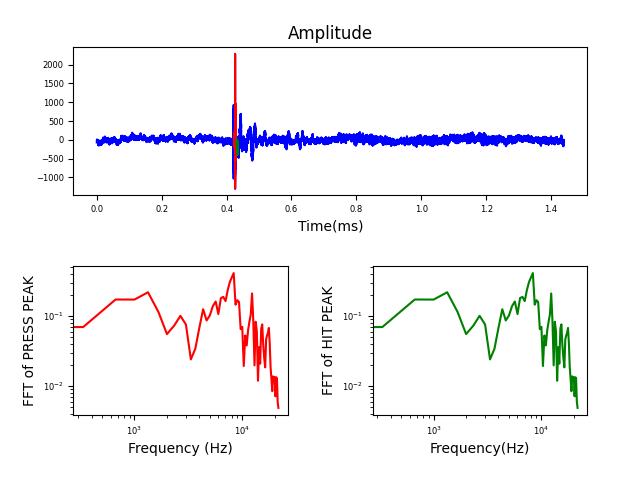 Amplitude
2000
1500
1000
500
0
−500
−1000
0.0 0.2 0.4 0.6 0.8 1.0 1.2 1.4
Time(ms)
FFT of PRESS PEAK
10⁻¹
10⁻²
10³ 10⁴
Frequency (Hz)
FFT of HIT PEAK
10⁻¹
10⁻²
10³ 10⁴
Frequency(Hz)